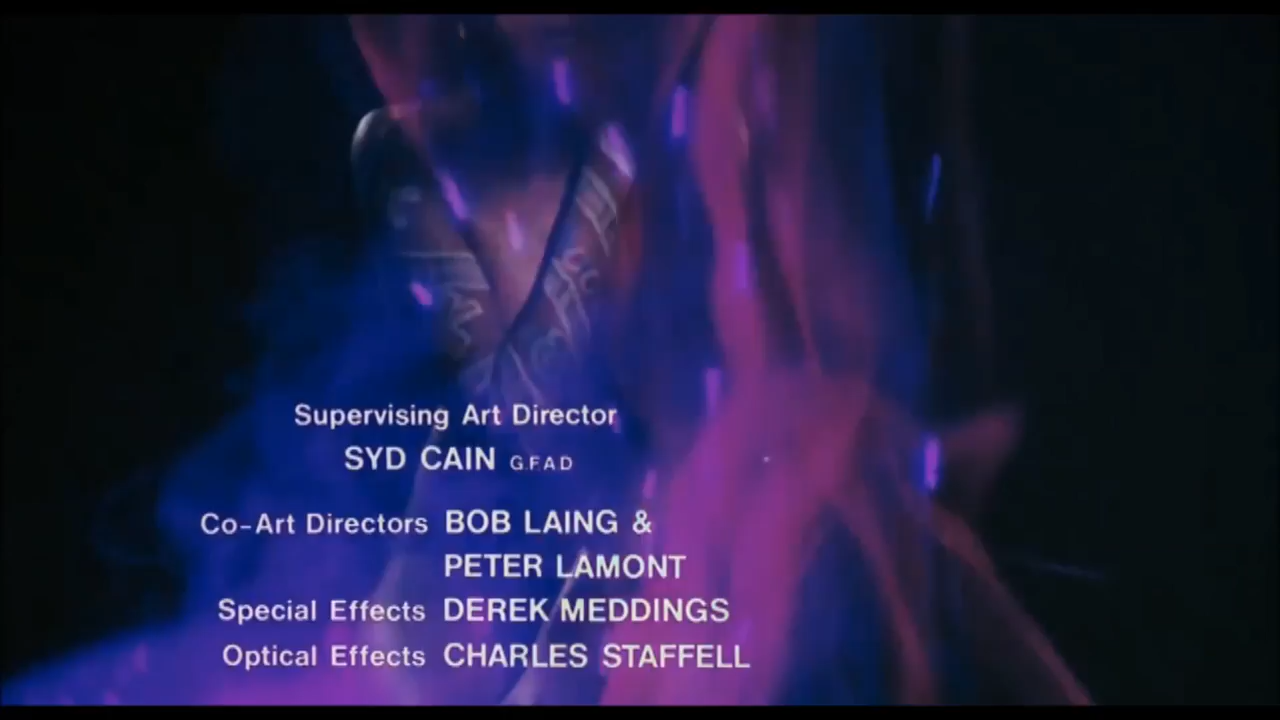 Supervising Art Director
SYD CAIN G.F.A.D
Co-Art Directors BOB LAING &
PETER LAMONT
Special Effects DEREK MEDDINGS
Optical Effects CHARLES STAFFELL